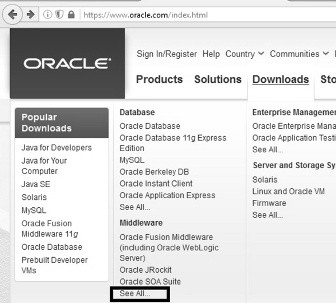 https://www.oracle.com/index.html
Sign In/Register Help Country Communities
ORACLE®
Products Solutions Downloads
Popular
Downloads
Java for Developers
Java for Your
Computer
Java SE
Solaris
MySQL
Oracle Fusion
Middleware 11g
Oracle Database
Prebuilt Developer
VMs
Database
Oracle Database
Oracle Database 11g Express
Edition
MySQL
Oracle Berkeley DB
Oracle Instant Client
Oracle Application Express
See All...
Middleware
Oracle Fusion Middleware
(including Oracle WebLogic
Server)
Oracle JRockit
Oracle SOA Suite
See All...
Enterprise Managemen
Oracle Enterprise Mana
Oracle Application Testi
See All...
Server and Storage Sy
Solaris
Linux and Oracle VM
Firmware
See All...